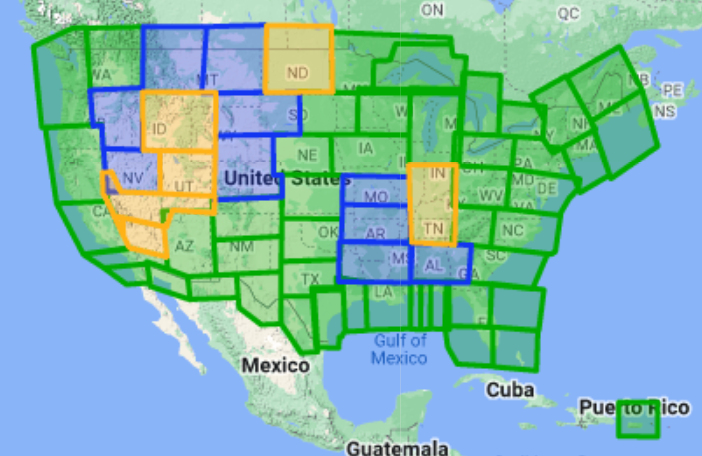 ON
QC
WA
MT
ND
NB
PE
NS
ME
ID
SD
NY
NH
MA
NE
IA
PA
MD
DE
NV
UT
United States
IN
WV
MO
CA
OK
AR
TN
NC
AZ
NM
MS
AL
GA
SC
TX
LA
Gulf of
Mexico
Mexico
Cuba
Puerto Rico
Guatemala